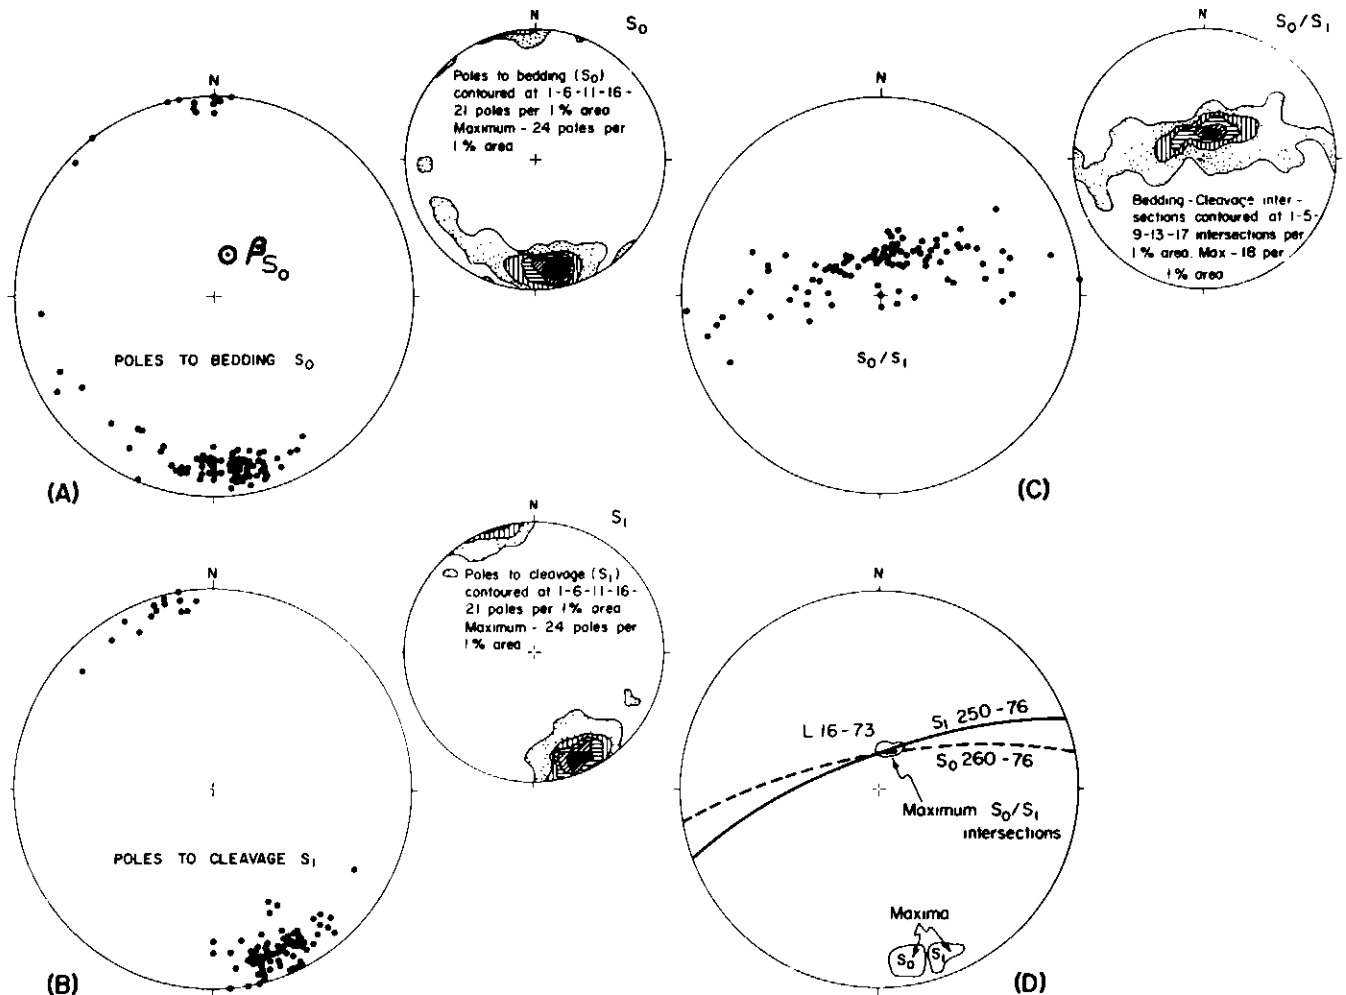 N
S0
Poles to bedding (S0)
contoured at 1-6-11-16-
21 poles per 1% area
Maximum - 24 poles per
1% area
N
βS0
POLES TO BEDDING S0
(A)
N
S0/S1
Bedding-Cleavage inter-
sections contoured at 1-5-
9-13-17 intersections per
1% area. Max - 18 per
1% area
N
S0/S1
(C)
N
S1
Poles to cleavage (S1)
contoured at 1-6-11-16-
21 poles per 1% area
Maximum - 24 poles per
1% area
N
POLES TO CLEAVAGE S1
(B)
N
L 16-73
S1 250-76
S0 260-76
Maximum S0/S1
intersections
Maxima
S0
S1
(D)